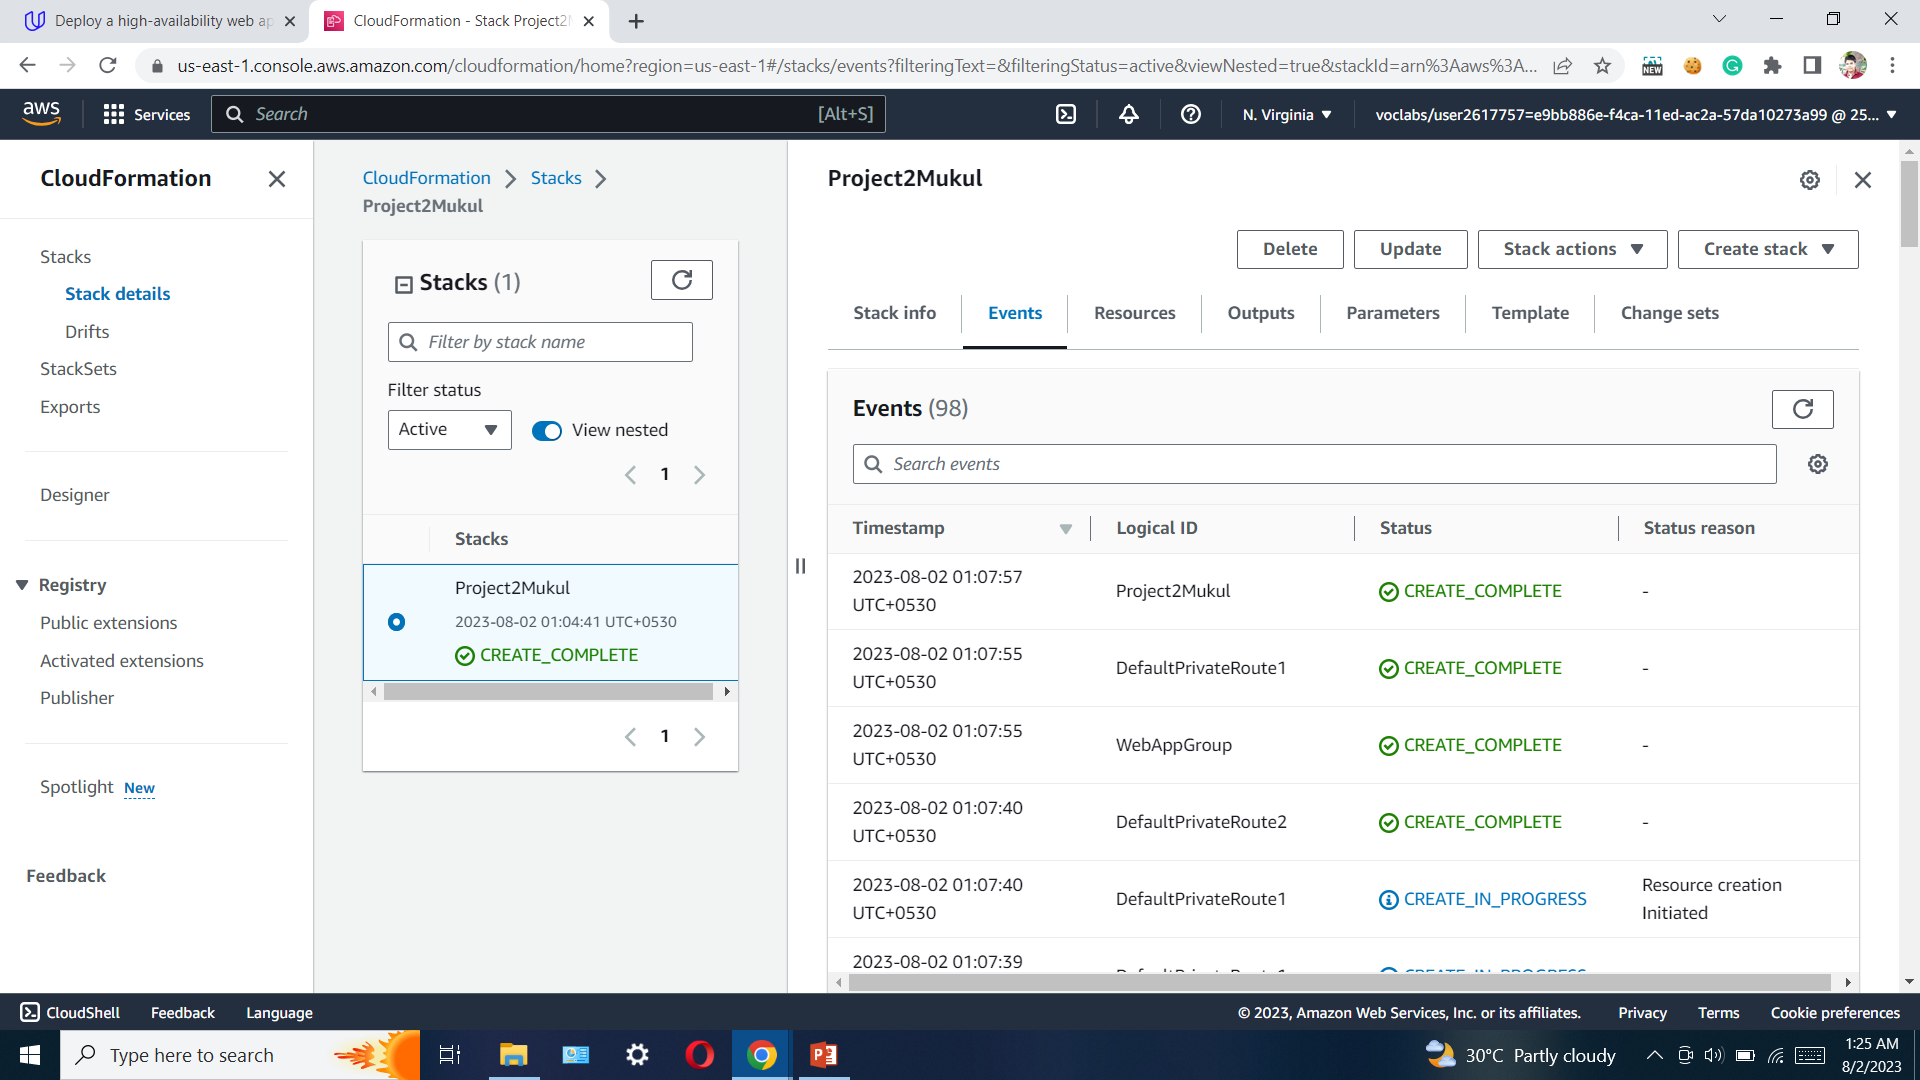 Deploy a high-availability web ap
CloudFormation - Stack Project2M
us-east-1.console.aws.amazon.com/cloudformation/home?region=us-east-1#/stacks/events?filteringText=&filteringStatus=active&viewNested=true&stackId=arn%3Aaws%3A...
NEW
aws
Services
Search
[Alt+S]
N. Virginia
voclabs/user2617757=e9bb886e-f4ca-11ed-ac2a-57da10273a99 @ 25...
CloudFormation
Stacks
Stack details
Drifts
StackSets
Exports
Designer
Registry
Public extensions
Activated extensions
Publisher
Spotlight New
Feedback
CloudFormation
Stacks
Project2Mukul
Stacks (1)
Filter by stack name
Filter status
Active
View nested
1
Stacks
Project2Mukul
2023-08-02 01:04:41 UTC+0530
CREATE_COMPLETE
1
Project2Mukul
Delete
Update
Stack actions
Create stack
Stack info
Events
Resources
Outputs
Parameters
Template
Change sets
Events (98)
Search events
Timestamp
Logical ID
Status
Status reason
2023-08-02 01:07:57
UTC+0530
Project2Mukul
CREATE_COMPLETE
-
2023-08-02 01:07:55
UTC+0530
DefaultPrivateRoute1
CREATE_COMPLETE
-
2023-08-02 01:07:55
UTC+0530
WebAppGroup
CREATE_COMPLETE
-
2023-08-02 01:07:40
UTC+0530
DefaultPrivateRoute2
CREATE_COMPLETE
-
2023-08-02 01:07:40
UTC+0530
DefaultPrivateRoute1
CREATE_IN_PROGRESS
Resource creation
Initiated
2023-08-02 01:07:39
CloudShell
Feedback
Language
© 2023, Amazon Web Services, Inc. or its affiliates.
Privacy
Terms
Cookie preferences
Type here to search
30°C Partly cloudy
1:25 AM
8/2/2023